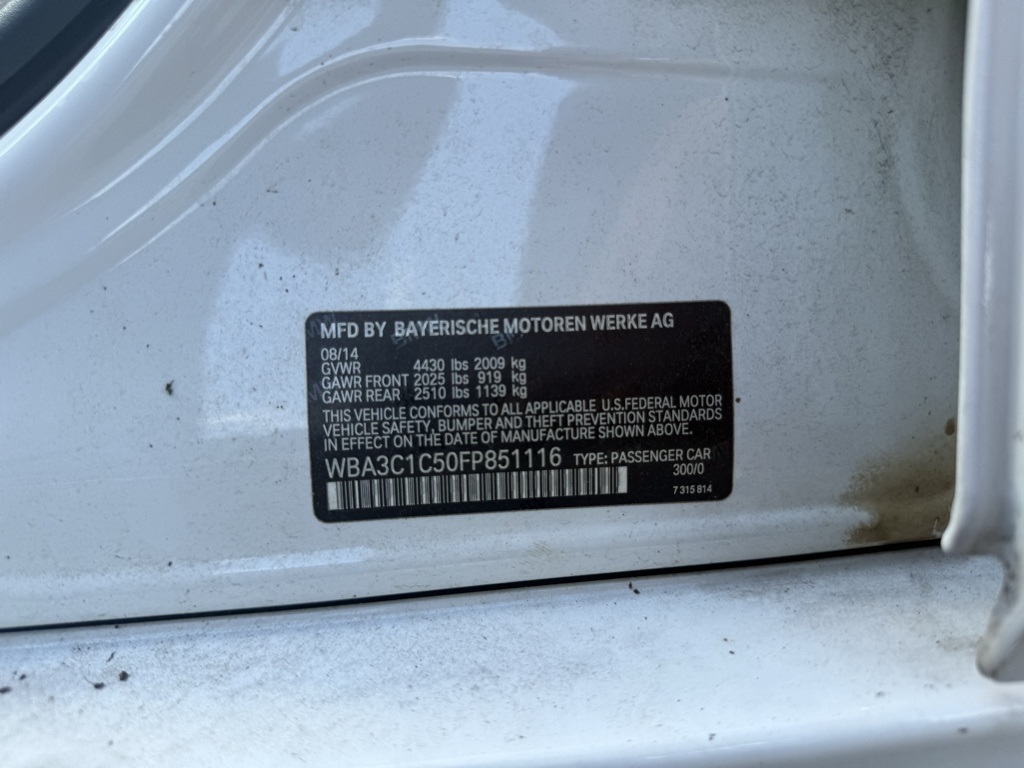 MFD BY BAYERISCHE MOTOREN WERKE AG
08/14
GVWR 4430 lbs 2009 kg
GAWR FRONT 2025 lbs 919 kg
GAWR REAR 2510 lbs 1139 kg
THIS VEHICLE CONFORMS TO ALL APPLICABLE U.S.FEDERAL MOTOR
VEHICLE SAFETY, BUMPER AND THEFT PREVENTION STANDARDS
IN EFFECT ON THE DATE OF MANUFACTURE SHOWN ABOVE.
WBA3C1C50FP851116 TYPE: PASSENGER CAR
300/0
7 315 814